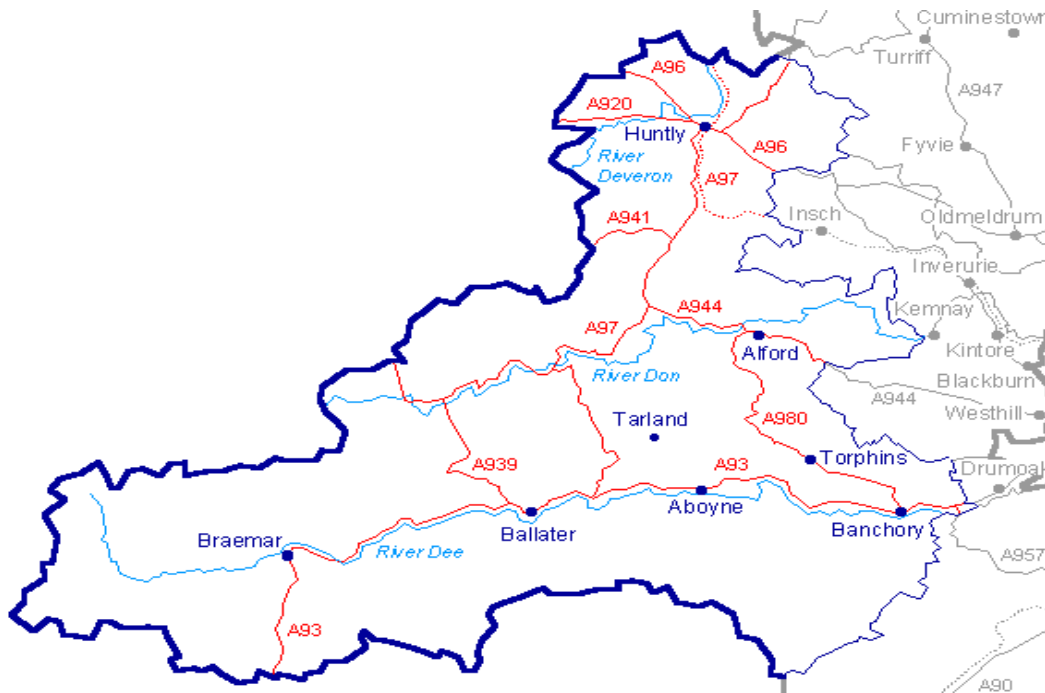 Cuminestown
Turriff
A96
A947
A920
Huntly
Fyvie
A96
River
Deveron
A97
A941
Insch
Oldmeldrum
Inverurie
A944
Kemnay
A97
Alford
Kintore
River Don
Blackburn
A944
Westhill
Tarland
A980
Torphins
A939
A93
Drumoak
Aboyne
Ballater
Banchory
Braemar
River Dee
A957
A93
A90